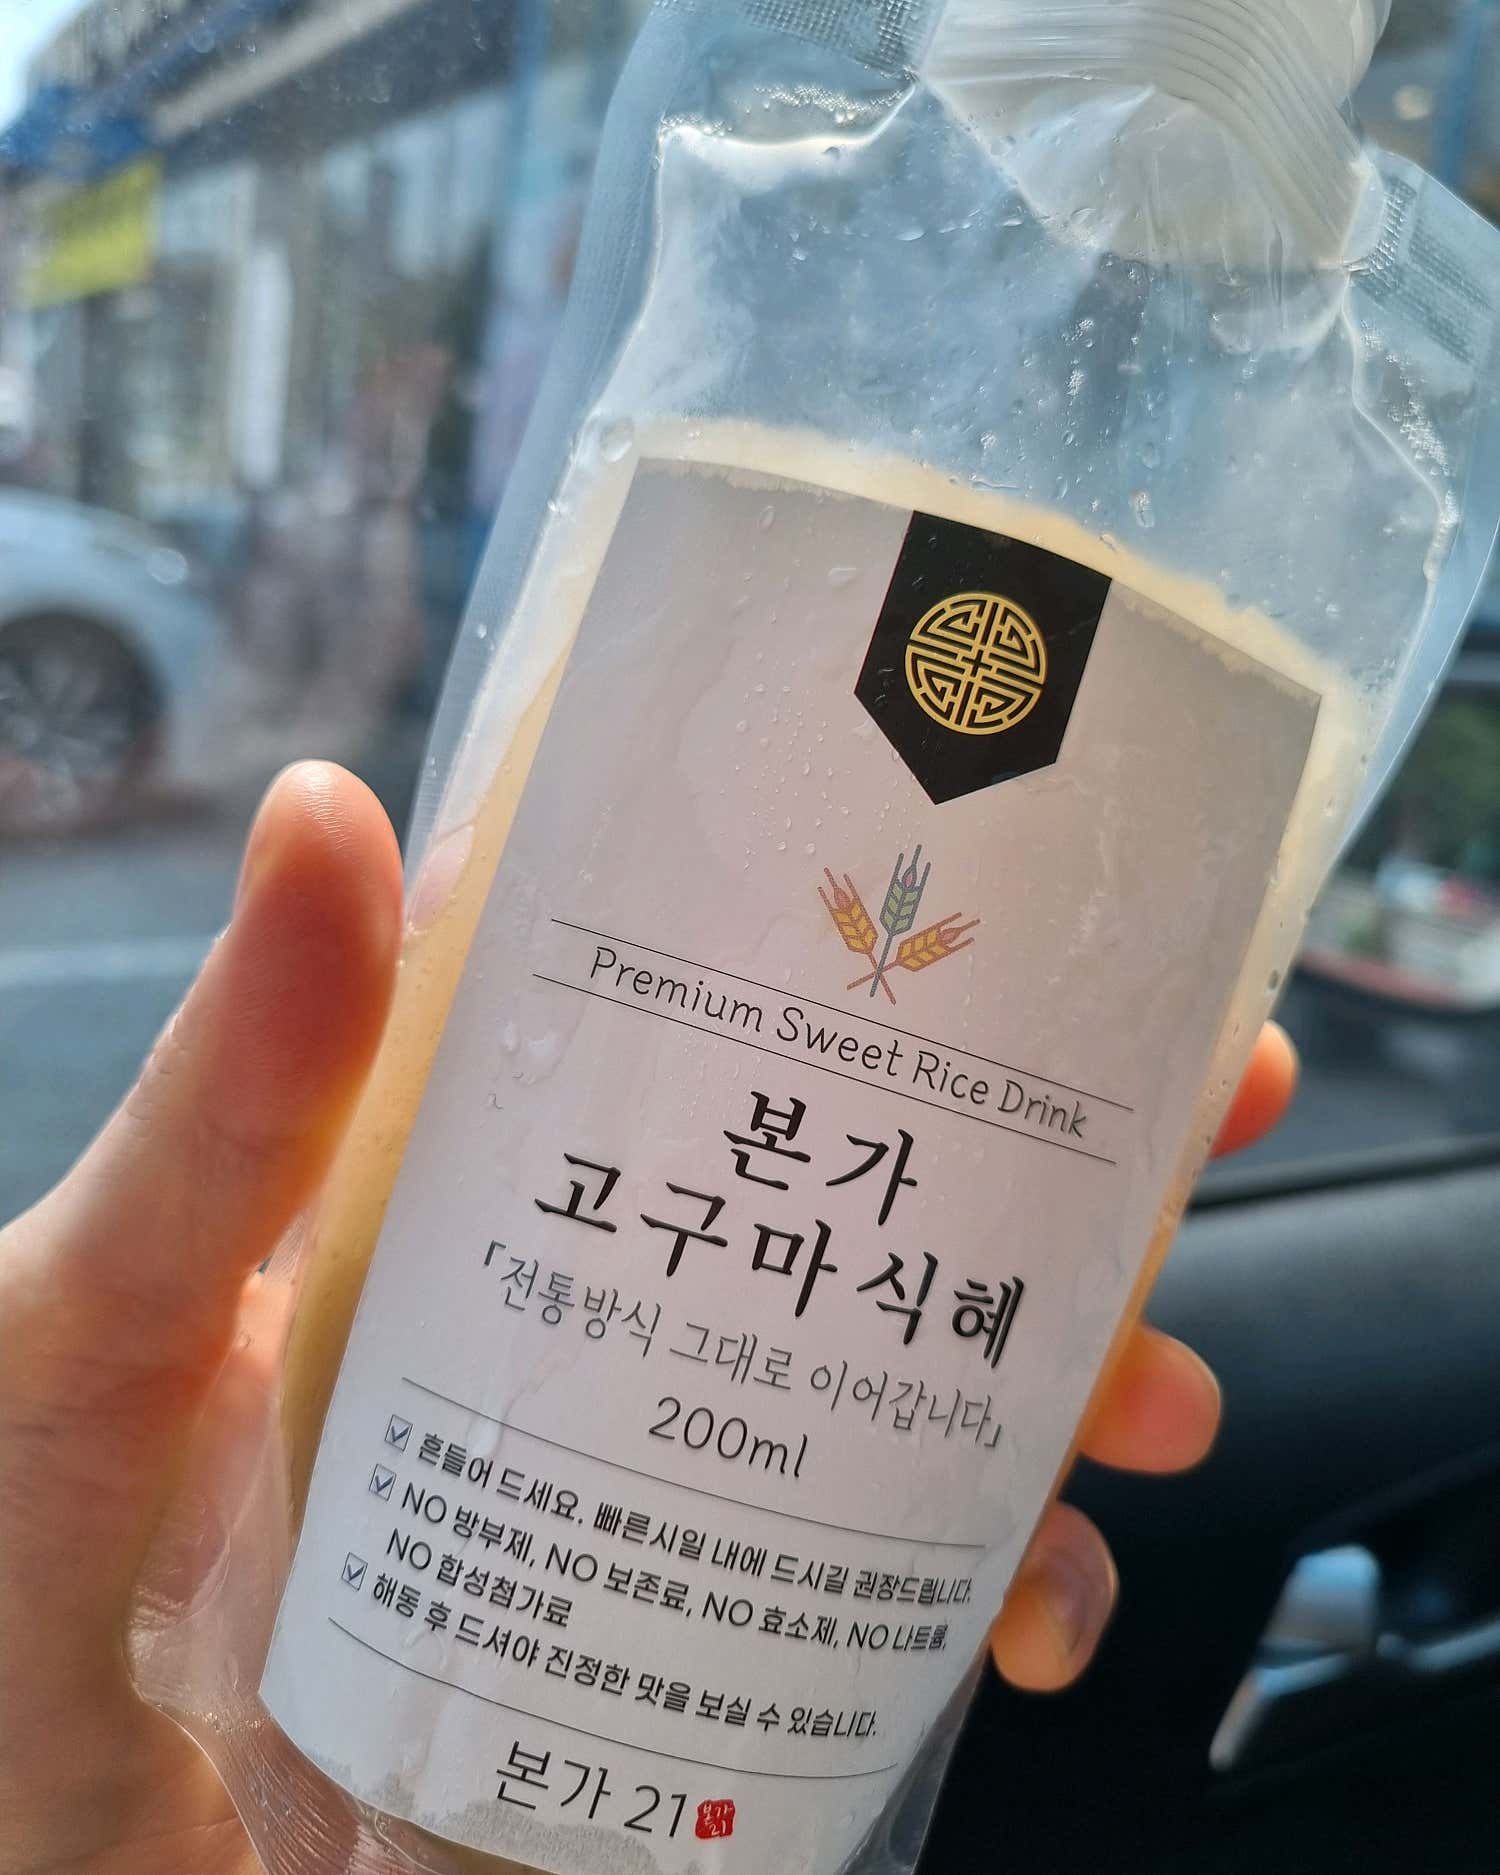 Premium Sweet Rice Drink
본가
고구마식혜
「전통방식 그대로 이어갑니다」
200ml
흔들어 드세요. 빠른시일 내에 드시길 권장드립니다.
NO 방부제, NO 보존료, NO 효소제, NO 나트륨,
NO 합성첨가료
해동 후 드셔야 진정한 맛을 보실 수 있습니다.
본가 21
본가
21